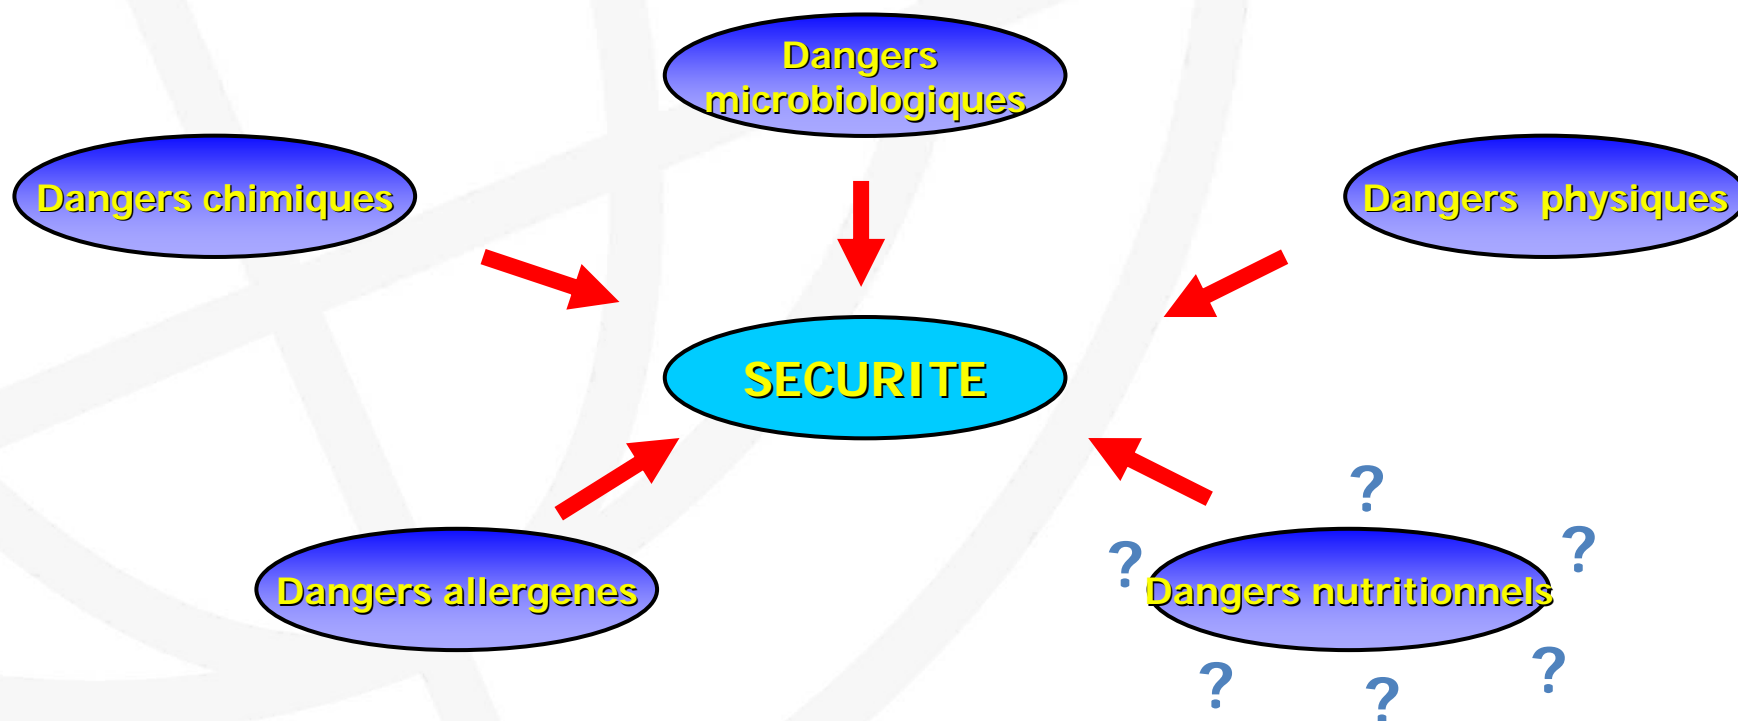 Dangers
microbiologiques
Dangers chimiques
Dangers  physiques
SECURITE
?
?
?
Dangers allergenes
Dangers nutritionnels
?
?
?